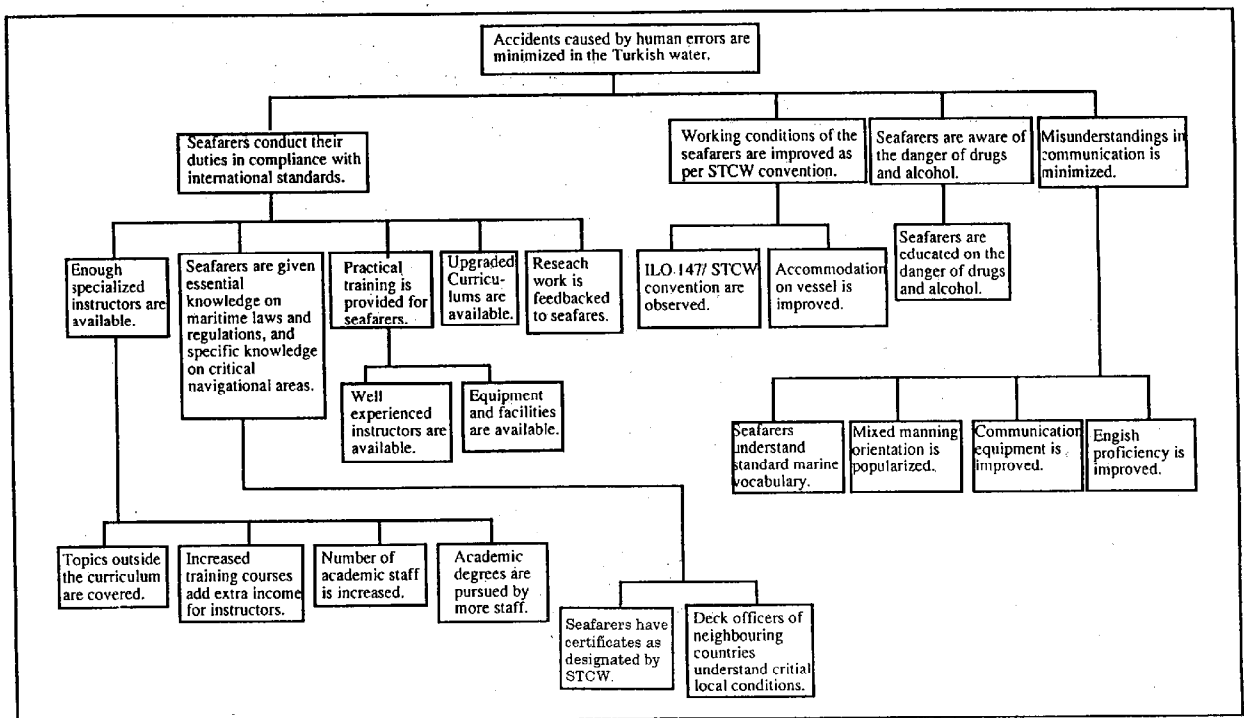 Accidents caused by human errors are
minimized in the Turkish water.
Seafarers conduct their
duties in compliance with
international standards.
Working conditions of the
seafarers are improved as
per STCW convention.
Seafarers are aware of
the danger of drugs
and alcohol.
Misunderstandings in
communication is
minimized.
Enough
specialized
instructors are
available.
Seafarers are given
essential
knowledge on
maritime laws and
regulations, and
specific knowledge
on critical
navigational areas.
Practical
training is
provided for
seafarers.
Upgraded
Curricu-
lums are
available.
Reseach
work is
feedbacked
to seafares.
ILO 147/ STCW
convention are
observed.
Accommodation
on vessel is
improved.
Seafarers are
educated on the
danger of drugs
and alcohol.
Well
experienced
instructors are
available.
Equipment
and facilities
are available.
Seafarers
understand
standard marine
vocabulary.
Mixed manning
orientation is
popularized.
Communication
equipment is
improved.
Engish
proficiency is
improved.
Topics outside
the curriculum
are covered.
Increased
training courses
add extra income
for instructors.
Number of
academic staff
is increased.
Academic
degrees are
pursued by
more staff.
Seafarers have
certificates as
designated by
STCW.
Deck officers of
neighbouring
countries
understand critial
local conditions.